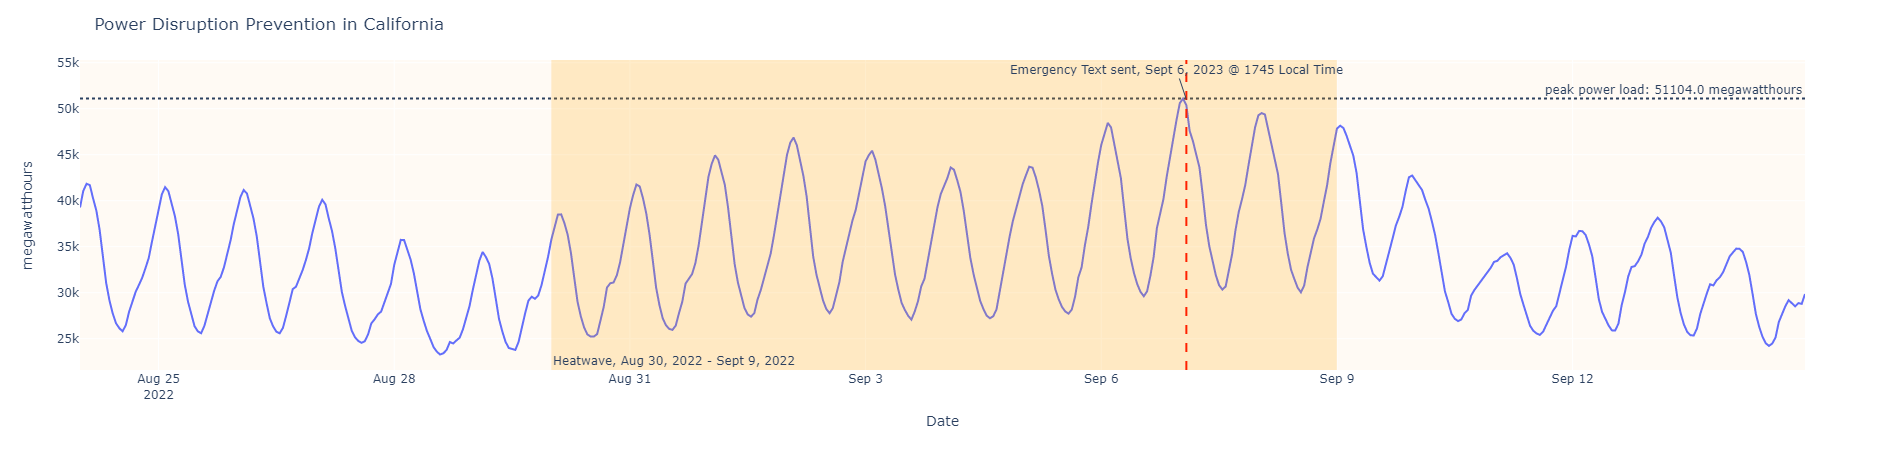 Power Disruption Prevention in California
55k
50k
45k
40k
35k
30k
25k
megawatthours
Emergency Text sent, Sept 6, 2023 @ 1745 Local Time
peak power load: 51104.0 megawatthours
Heatwave, Aug 30, 2022 - Sept 9, 2022
Aug 25
2022
Aug 28
Aug 31
Sep 3
Sep 6
Sep 9
Sep 12
Date